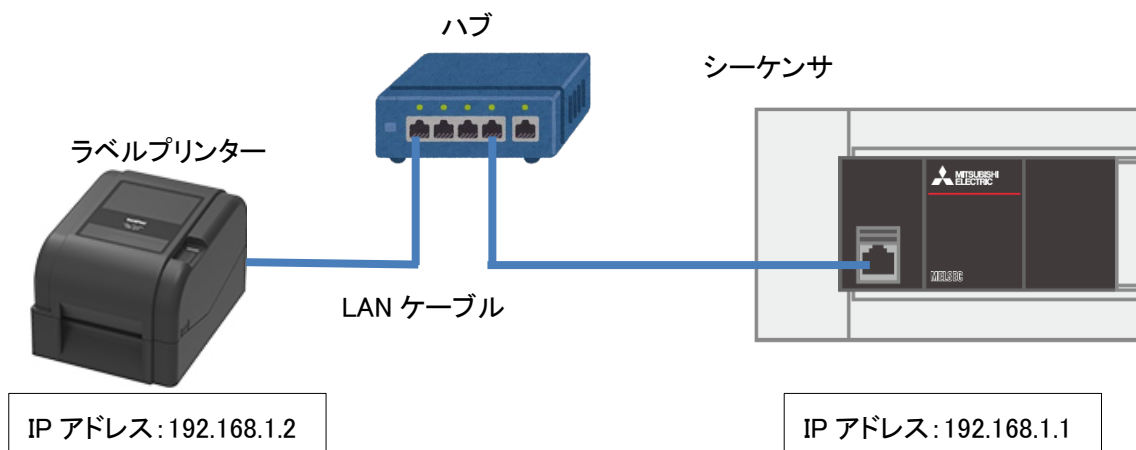 ハブ
シーケンサ
ラベルプリンター
MITSUBISHI
ELECTRIC
MELSEC
LAN ケーブル
IP アドレス：192.168.1.2
IP アドレス：192.168.1.1